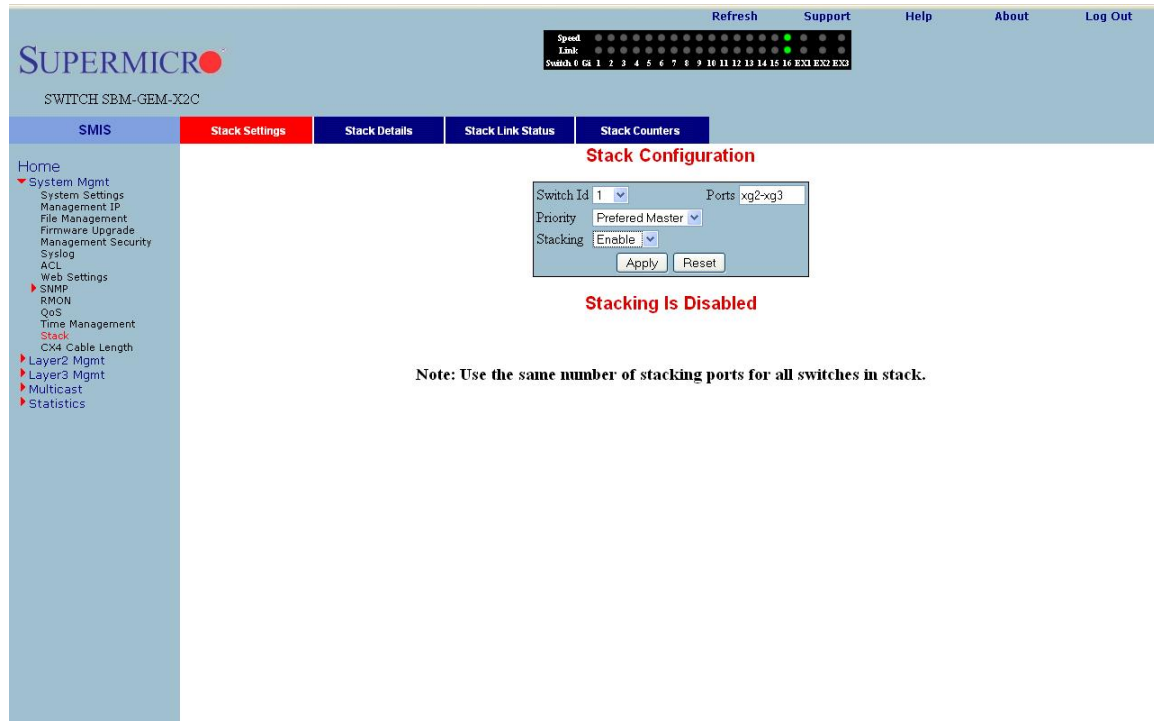 Refresh Support Help About Log Out
Speed
Link
Switch 0 Gi 1 2 3 4 5 6 7 8 9 10 11 12 13 14 15 16 EX1 EX2 EX3
SUPERMICRO
SWITCH SBM-GEM-X2C
SMIS
Stack Settings Stack Details Stack Link Status Stack Counters
Home
System Mgmt
System Settings
Management IP
File Management
Firmware Upgrade
Management Security
Syslog
ACL
Web Settings
SNMP
RMON
QoS
Time Management
Stack
CX4 Cable Length
Layer2 Mgmt
Layer3 Mgmt
Multicast
Statistics
Stack Configuration
Switch Id 1 Ports xg2-xg3
Priority Prefered Master
Stacking Enable
Apply Reset
Stacking Is Disabled
Note: Use the same number of stacking ports for all switches in stack.